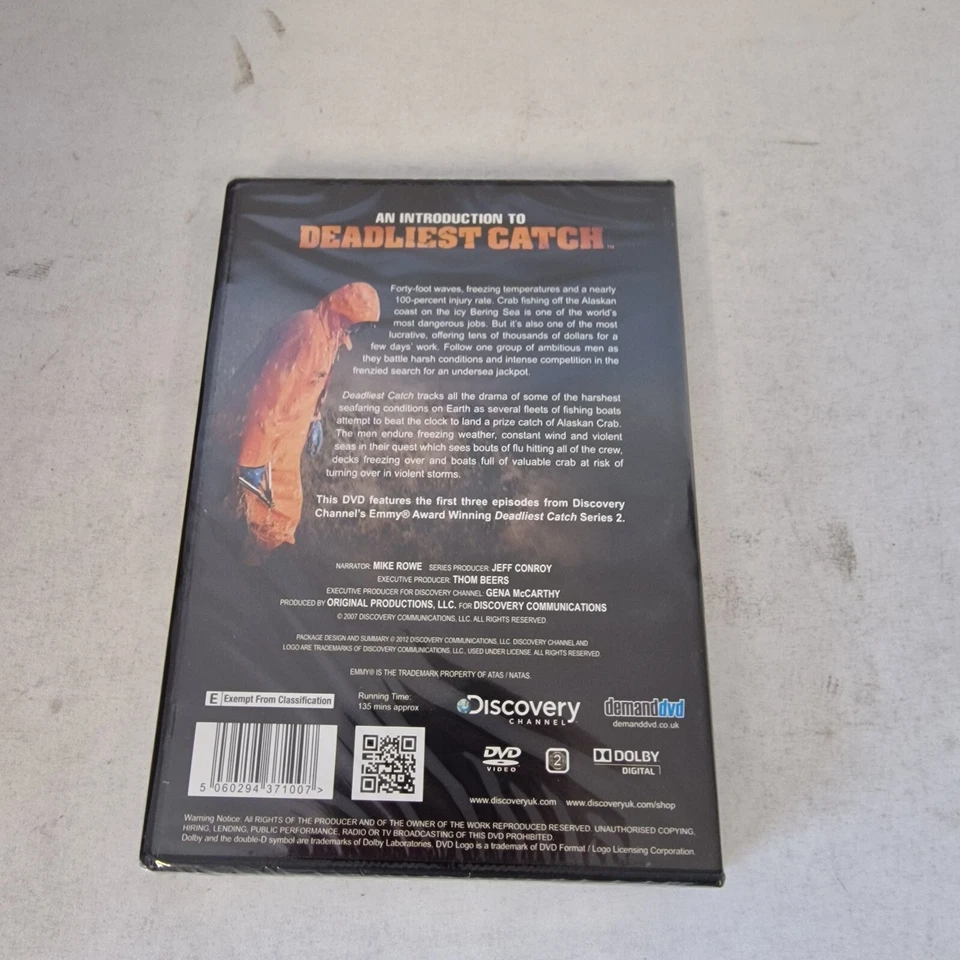 AN INTRODUCTION TO
DEADLIEST CATCH™
Forty-foot waves, freezing temperatures and a nearly
100-percent injury rate. Crab fishing off the Alaskan
coast on the icy Bering Sea is one of the world's
most dangerous jobs. But it's also one of the most
lucrative, offering tens of thousands of dollars for a
few days' work. Follow one group of ambitious men as
they battle harsh conditions and intense competition in the
frenzied search for an undersea jackpot.
Deadliest Catch tracks all the drama of some of the harshest
seafaring conditions on Earth as several fleets of fishing boats
attempt to beat the clock to land a prize catch of Alaskan Crab.
The men endure freezing weather, constant wind and violent
seas in their quest which sees bouts of flu hitting all of the crew,
decks freezing over and boats full of valuable crab at risk of
turning over in violent storms.
This DVD features the first three episodes from Discovery
Channel's Emmy® Award Winning Deadliest Catch Series 2.
NARRATOR: MIKE ROWE SERIES PRODUCER: JEFF CONROY
EXECUTIVE PRODUCER: THOM BEERS
EXECUTIVE PRODUCER FOR DISCOVERY CHANNEL: GENA McCARTHY
PRODUCED BY ORIGINAL PRODUCTIONS, LLC. FOR DISCOVERY COMMUNICATIONS
© 2007 DISCOVERY COMMUNICATIONS, LLC. ALL RIGHTS RESERVED.
PACKAGE DESIGN AND SUMMARY © 2012 DISCOVERY COMMUNICATIONS, LLC. DISCOVERY CHANNEL AND
LOGO ARE TRADEMARKS OF DISCOVERY COMMUNICATIONS, LLC., USED UNDER LICENSE. ALL RIGHTS RESERVED.
EMMY® IS THE TRADEMARK PROPERTY OF ATAS / NATAS.
E Exempt From Classification
Running Time:
135 mins approx
Discovery
CHANNEL™
demanddvd
demanddvd.co.uk
5 060294 371007 >
DVD
VIDEO
2
DOLBY
DIGITAL
www.discoveryuk.com www.discoveryuk.com/shop
Warning Notice: All RIGHTS OF THE PRODUCER AND OF THE OWNER OF THE WORK REPRODUCED RESERVED. UNAUTHORISED COPYING,
HIRING, LENDING, PUBLIC PERFORMANCE, RADIO OR TV BROADCASTING OF THIS DVD PROHIBITED.
Dolby and the double-D symbol are trademarks of Dolby Laboratories. DVD Logo is a trademark of DVD Format / Logo Licensing Corporation.